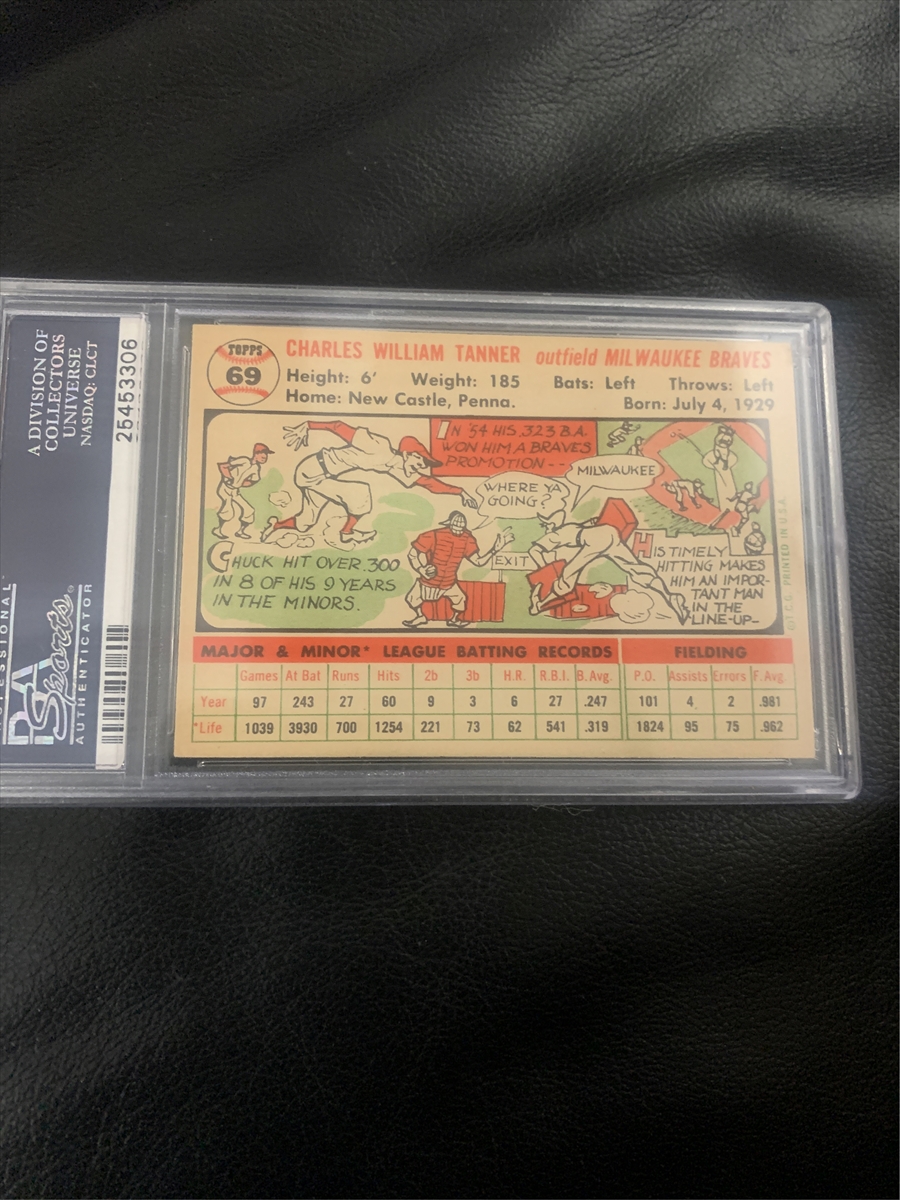 A DIVISION OF
COLLECTORS
UNIVERSE
NASDAQ: CLCT
25453306
PSA
Sports
AUTHENTICATOR
TOPPS
69
CHARLES WILLIAM TANNER outfield MILWAUKEE BRAVES
Height: 6' Weight: 185 Bats: Left Throws: Left
Home: New Castle, Penna. Born: July 4, 1929
CHUCK HIT OVER .300
IN 8 OF HIS 9 YEARS
IN THE MINORS.
IN '54 HIS .323 B.A.
WON HIM A BRAVES
PROMOTION--
WHERE YA
GOING?
MILWAUKEE
EXIT
HIS TIMELY
HITTING MAKES
HIM AN IMPOR-
TANT MAN
IN THE
LINE-UP-
© T.C.G. PRINTED IN U.S.A.
MAJOR & MINOR* LEAGUE BATTING RECORDS FIELDING
Games At Bat Runs Hits 2b 3b H.R. R.B.I. B. Avg. P.O. Assists Errors F. Avg.
Year 97 243 27 60 9 3 6 27 .247 101 4 2 .981
*Life 1039 3930 700 1254 221 73 62 541 .319 1824 95 75 .962